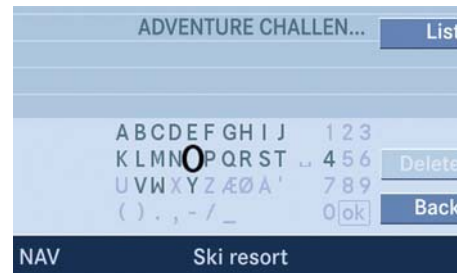 ADVENTURE CHALLEN...
List
ABCDEFGHIJ 123
KLMNOPQRST ␣ 456
Delete
UVWXYZÆØÅ' 789
().,-/_ 0 ok
Back
NAV Ski resort